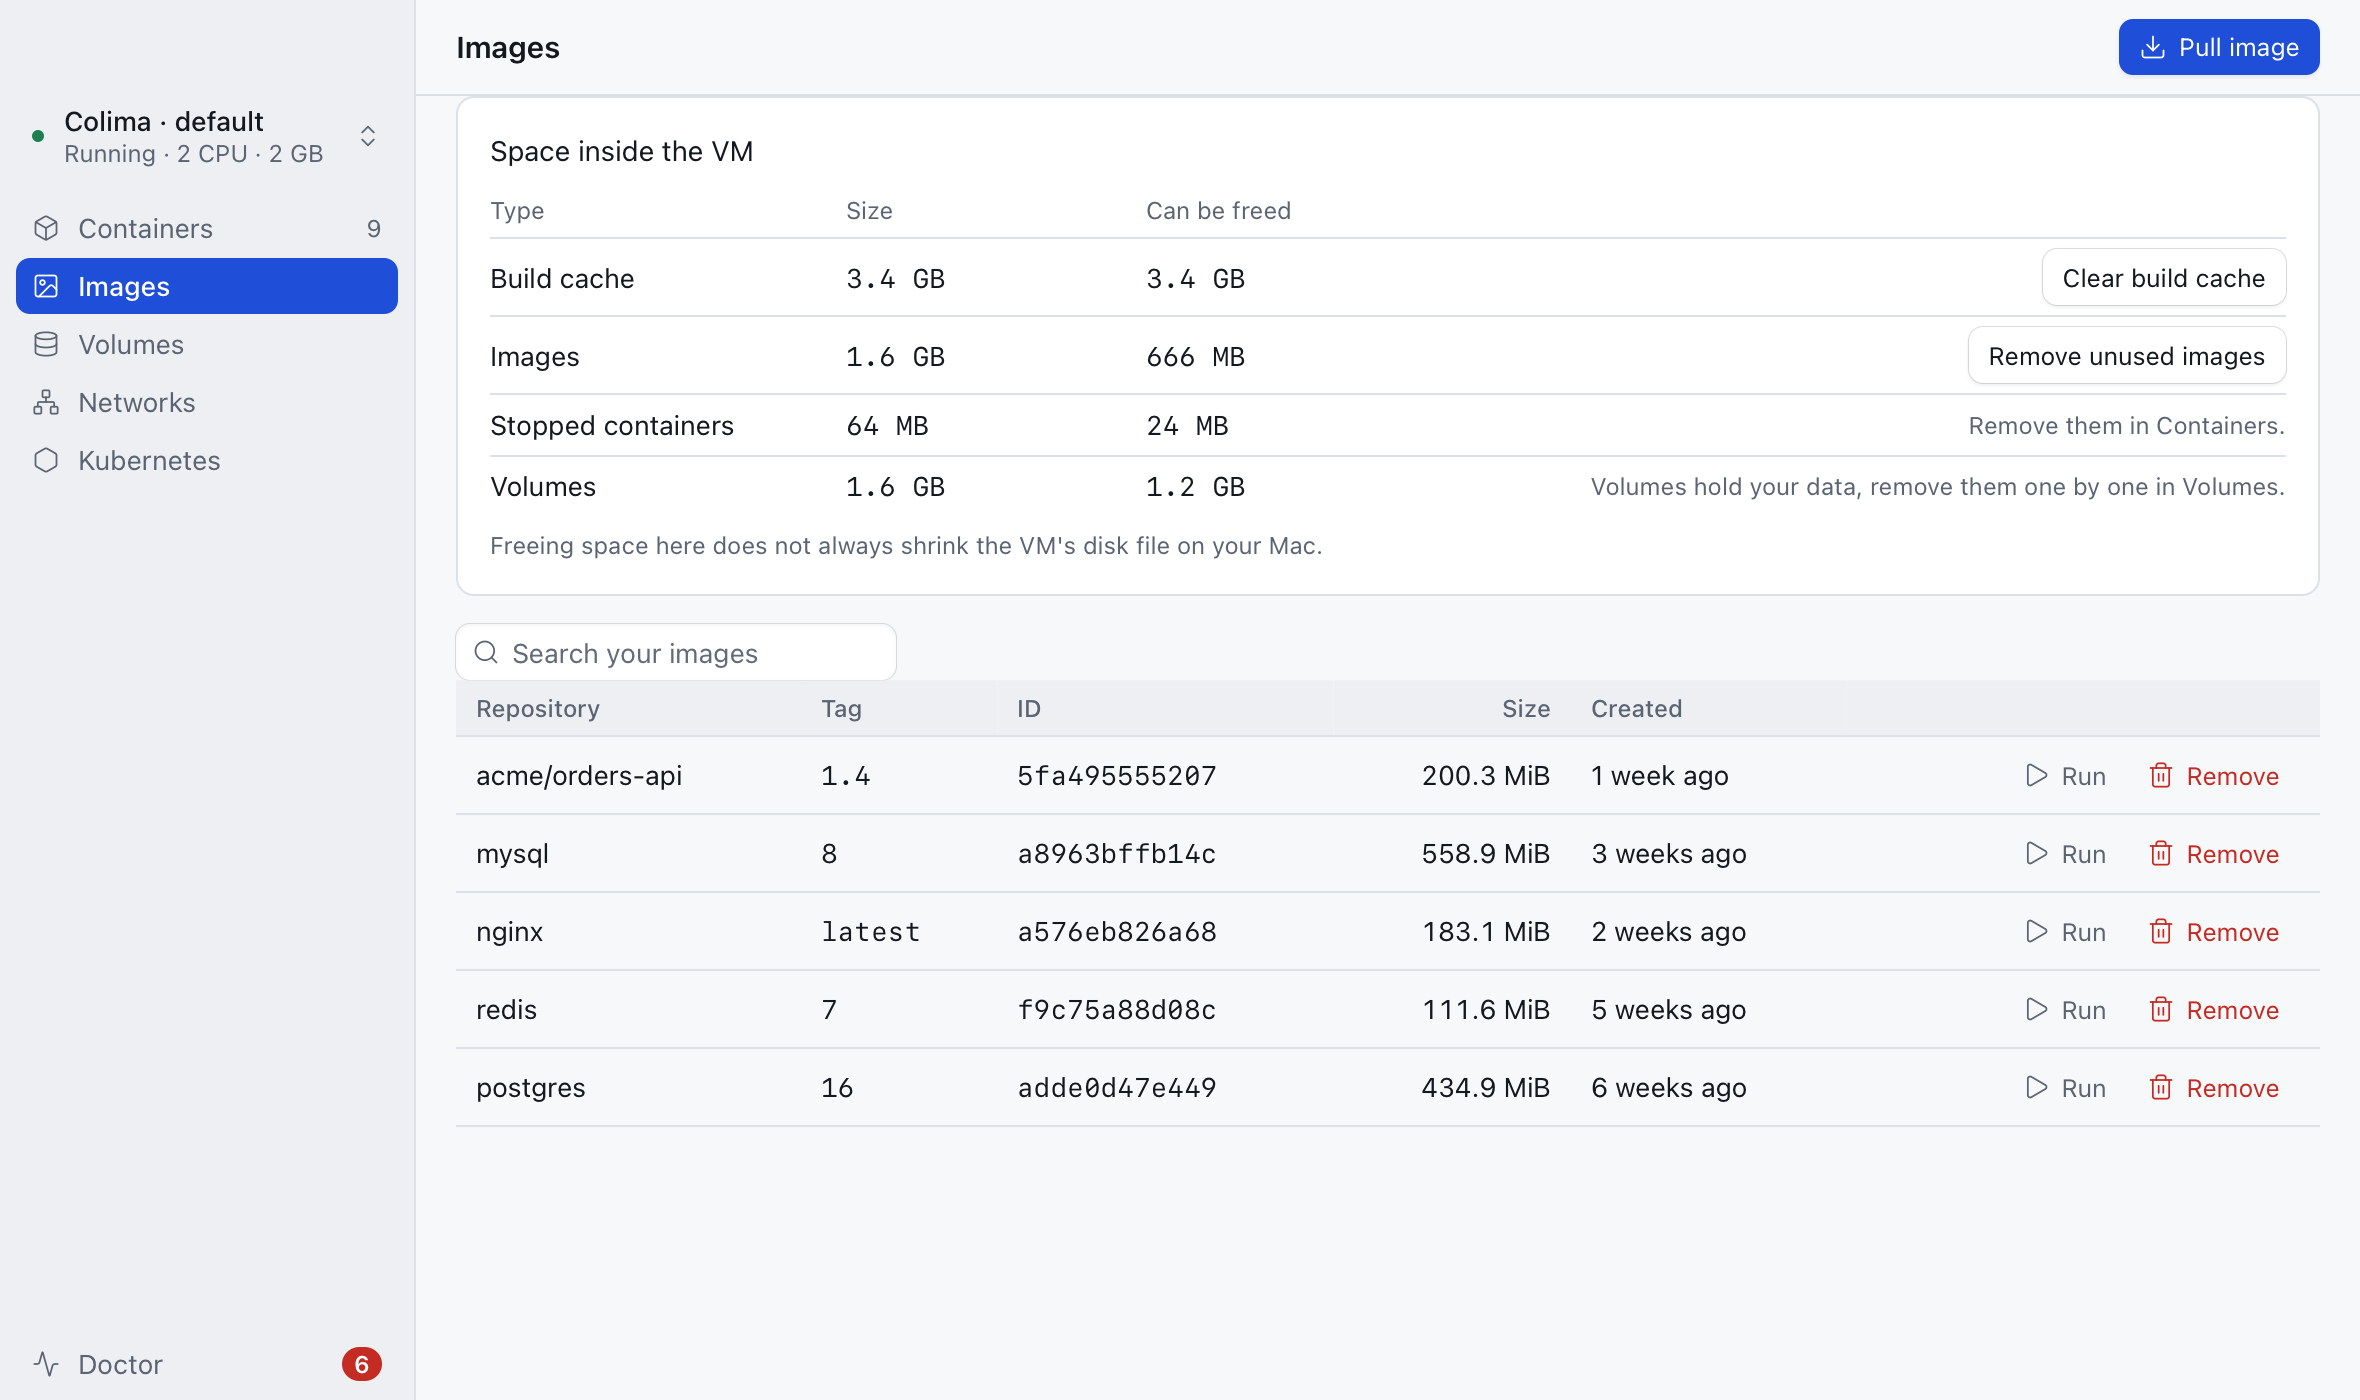 Images
Pull image
Colima · default
Running · 2 CPU · 2 GB
Containers 9
Images
Volumes
Networks
Kubernetes
Doctor 6
Space inside the VM
Type Size Can be freed
Build cache 3.4 GB 3.4 GB Clear build cache
Images 1.6 GB 666 MB Remove unused images
Stopped containers 64 MB 24 MB Remove them in Containers.
Volumes 1.6 GB 1.2 GB Volumes hold your data, remove them one by one in Volumes.
Freeing space here does not always shrink the VM's disk file on your Mac.
Search your images
Repository Tag ID Size Created
acme/orders-api 1.4 5fa495555207 200.3 MiB 1 week ago Run Remove
mysql 8 a8963bffb14c 558.9 MiB 3 weeks ago Run Remove
nginx latest a576eb826a68 183.1 MiB 2 weeks ago Run Remove
redis 7 f9c75a88d08c 111.6 MiB 5 weeks ago Run Remove
postgres 16 adde0d47e449 434.9 MiB 6 weeks ago Run Remove